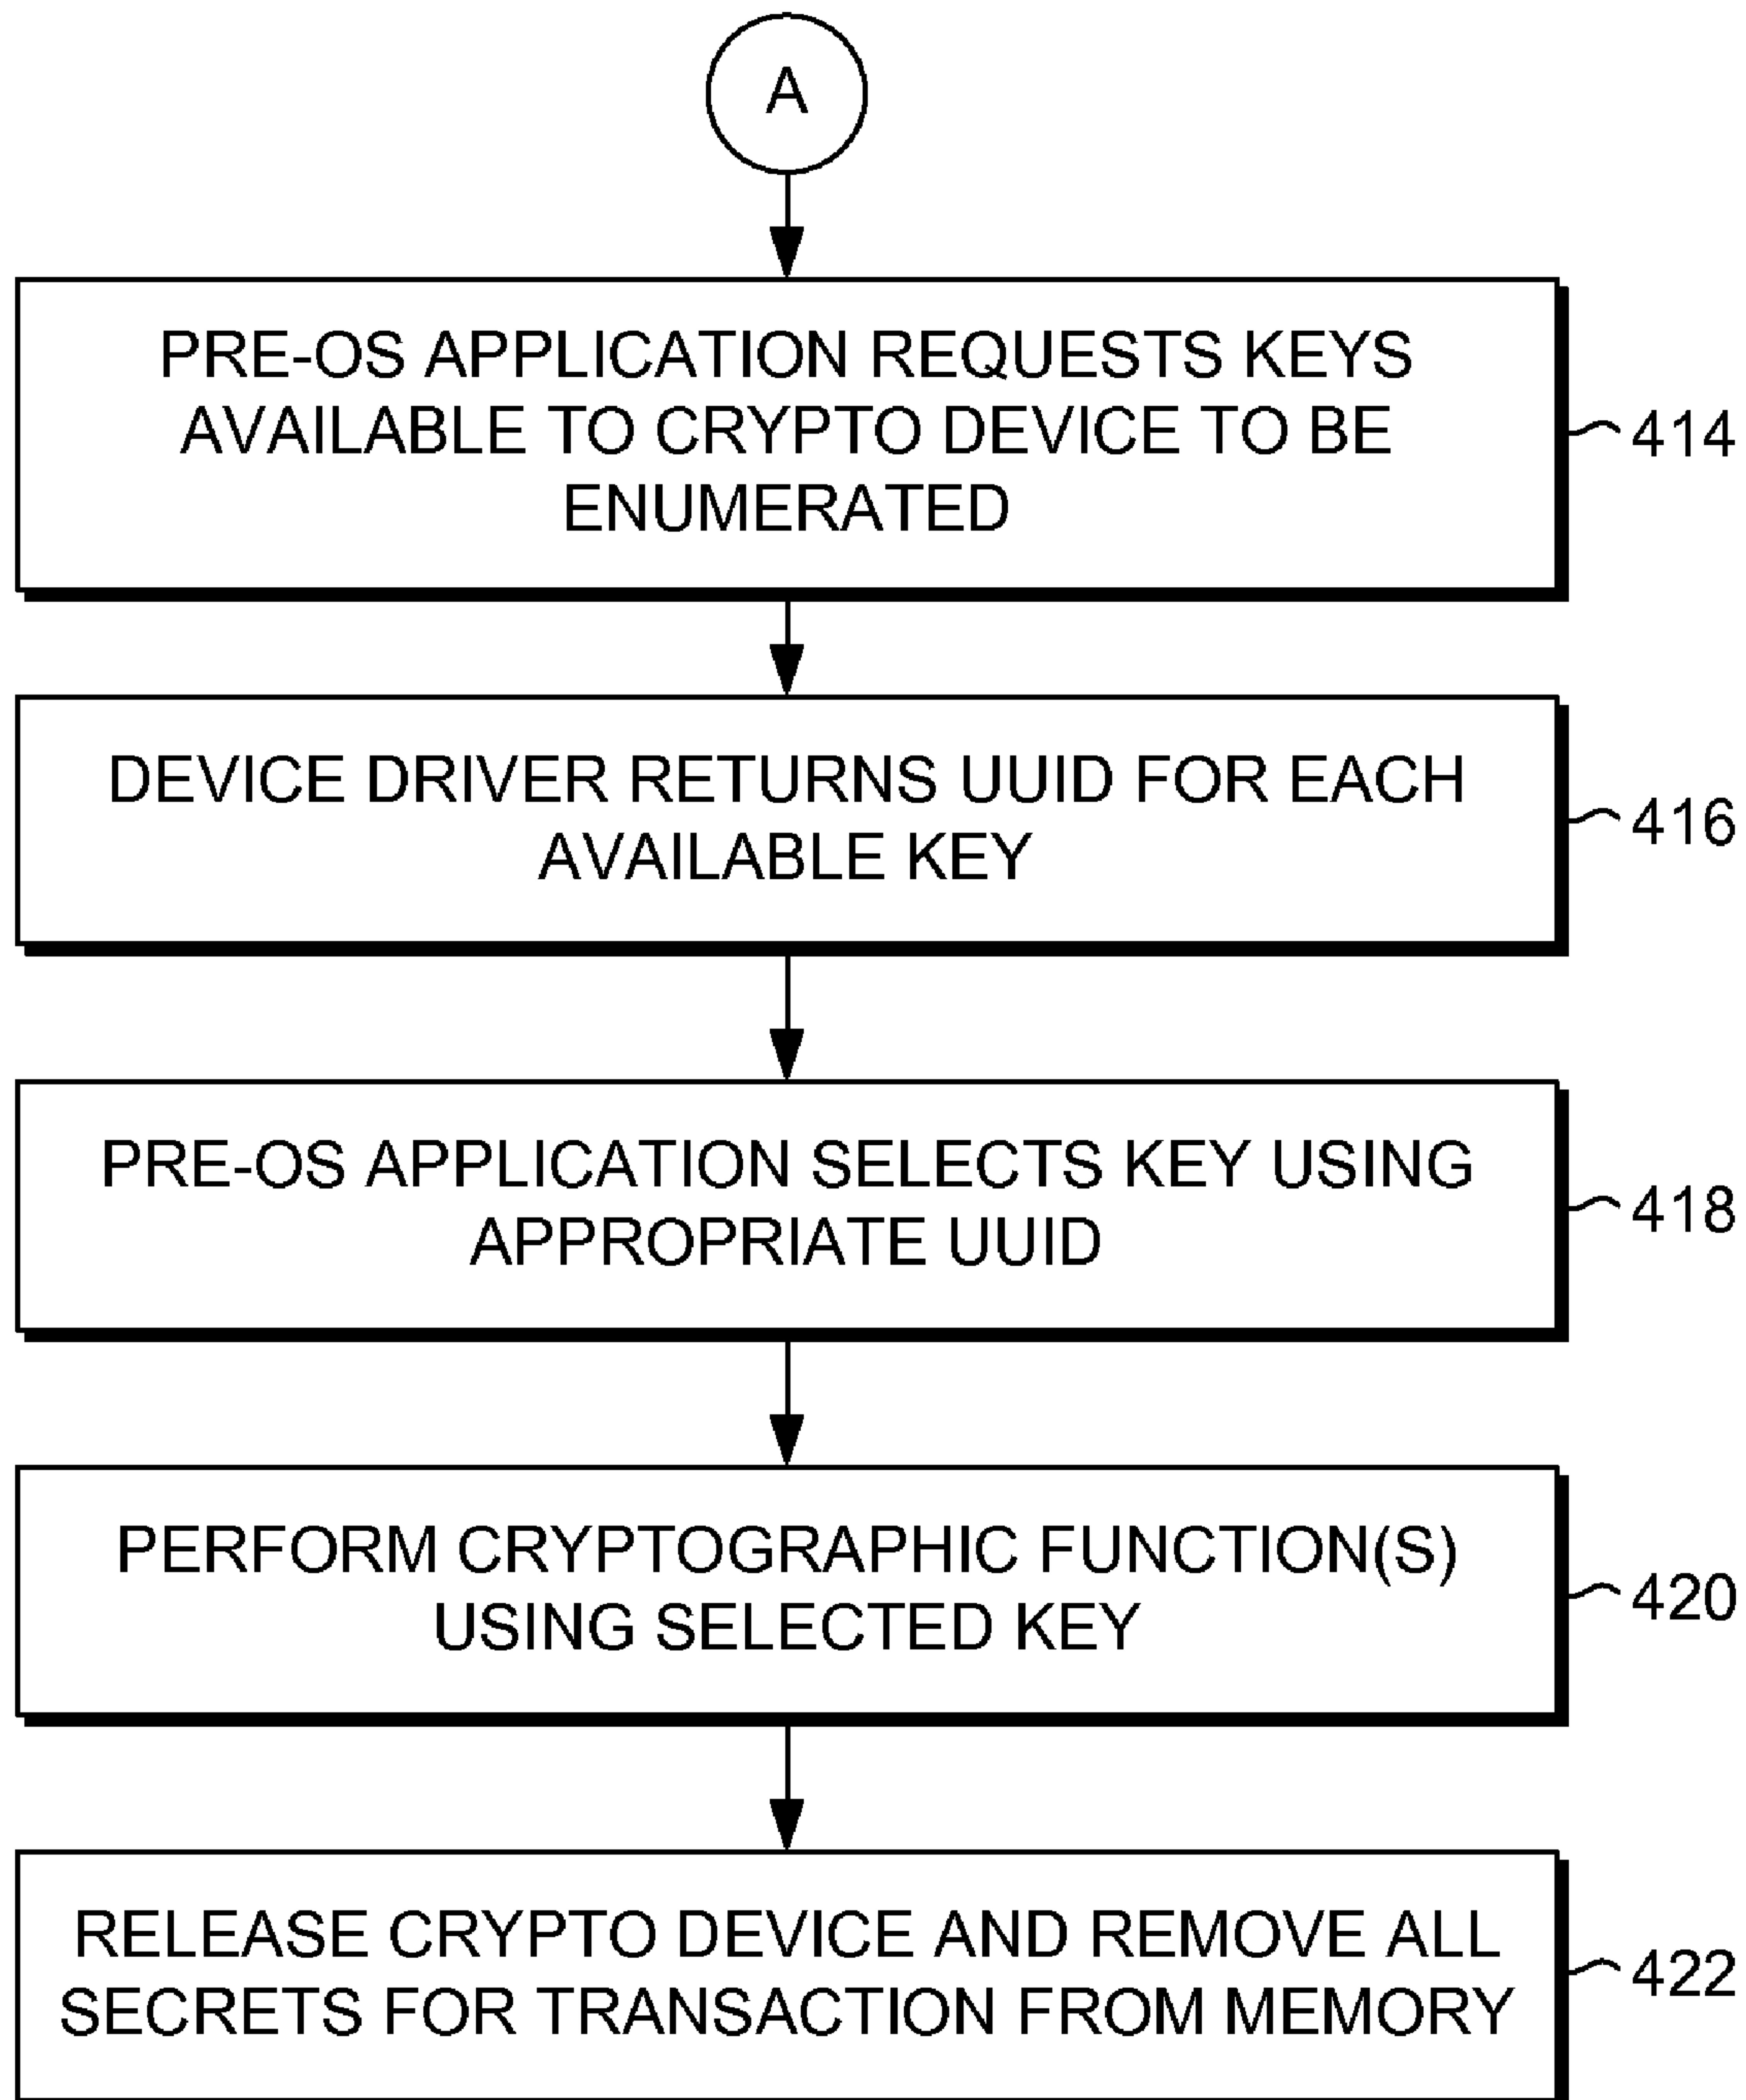 A
PRE-OS APPLICATION REQUESTS KEYS
AVAILABLE TO CRYPTO DEVICE TO BE
ENUMERATED
414
DEVICE DRIVER RETURNS UUID FOR EACH
AVAILABLE KEY
416
PRE-OS APPLICATION SELECTS KEY USING
APPROPRIATE UUID
418
PERFORM CRYPTOGRAPHIC FUNCTION(S)
USING SELECTED KEY
420
RELEASE CRYPTO DEVICE AND REMOVE ALL
SECRETS FOR TRANSACTION FROM MEMORY
422